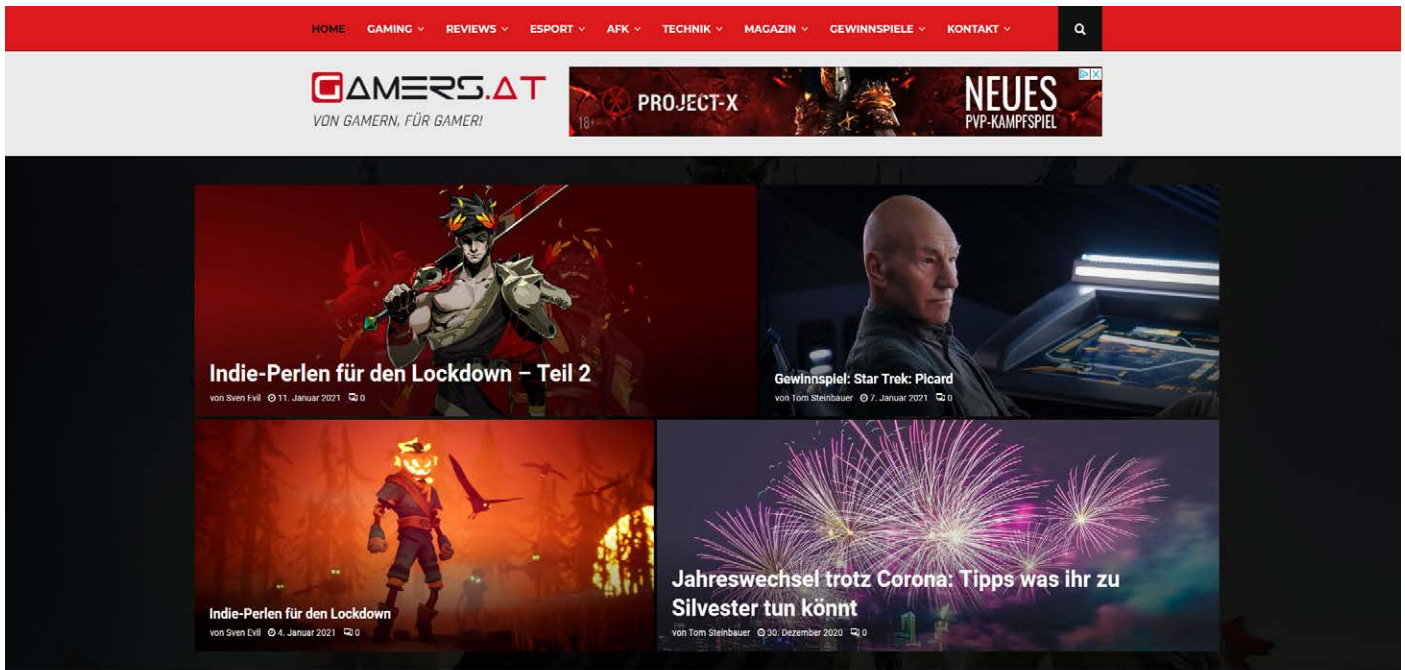 HOME GAMING REVIEWS ESPORT AFK TECHNIK MAGAZIN GEWINNSPIELE KONTAKT
GAMERS.AT
VON GAMERN, FÜR GAMER!
18+
PROJECT-X
NEUES
PVP-KAMPFSPIEL
Indie-Perlen für den Lockdown – Teil 2
von Sven Evil 11. Januar 2021 0
Gewinnspiel: Star Trek: Picard
von Tom Steinbauer 7. Januar 2021 0
Indie-Perlen für den Lockdown
von Sven Evil 4. Januar 2021 0
Jahreswechsel trotz Corona: Tipps was ihr zu
Silvester tun könnt
von Tom Steinbauer 30. Dezember 2020 0